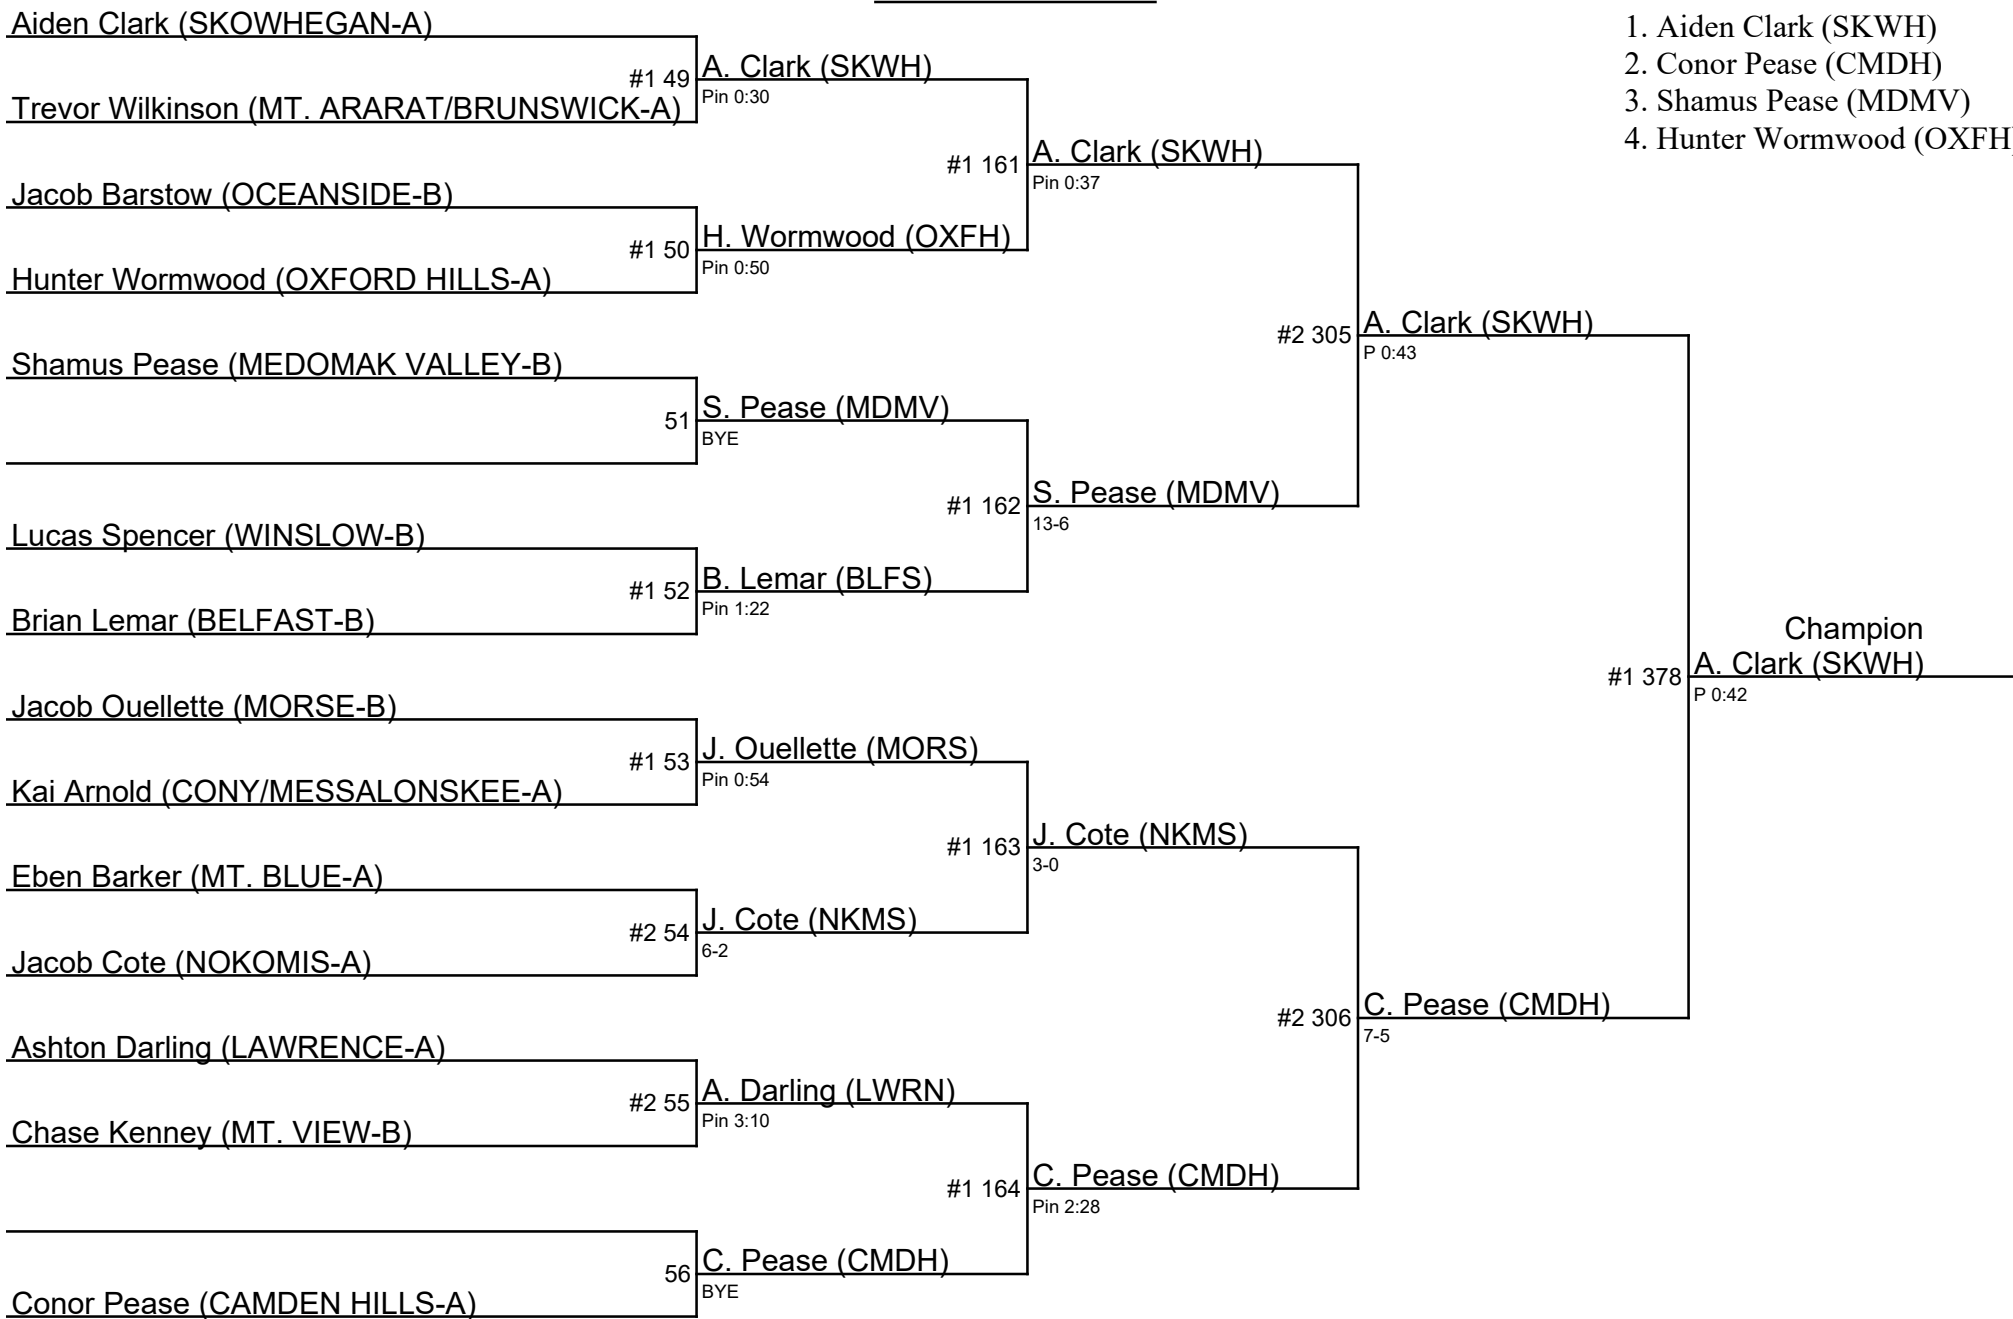 1. Aiden Clark (SKWH)
2. Conor Pease (CMDH)
3. Shamus Pease (MDMV)
4. Hunter Wormwood (OXFH)
Aiden Clark (SKOWHEGAN-A)
#1 49
A. Clark (SKWH)
Pin 0:30
Trevor Wilkinson (MT. ARARAT/BRUNSWICK-A)
#1 161
A. Clark (SKWH)
Pin 0:37
Jacob Barstow (OCEANSIDE-B)
#1 50
H. Wormwood (OXFH)
Pin 0:50
Hunter Wormwood (OXFORD HILLS-A)
#2 305
A. Clark (SKWH)
P 0:43
Shamus Pease (MEDOMAK VALLEY-B)
51
S. Pease (MDMV)
BYE
#1 162
S. Pease (MDMV)
13-6
Lucas Spencer (WINSLOW-B)
#1 52
B. Lemar (BLFS)
Pin 1:22
Brian Lemar (BELFAST-B)
Champion
#1 378
A. Clark (SKWH)
P 0:42
Jacob Ouellette (MORSE-B)
#1 53
J. Ouellette (MORS)
Pin 0:54
Kai Arnold (CONY/MESSALONSKEE-A)
#1 163
J. Cote (NKMS)
3-0
Eben Barker (MT. BLUE-A)
#2 54
J. Cote (NKMS)
6-2
Jacob Cote (NOKOMIS-A)
#2 306
C. Pease (CMDH)
7-5
Ashton Darling (LAWRENCE-A)
#2 55
A. Darling (LWRN)
Pin 3:10
Chase Kenney (MT. VIEW-B)
#1 164
C. Pease (CMDH)
Pin 2:28
56
C. Pease (CMDH)
BYE
Conor Pease (CAMDEN HILLS-A)